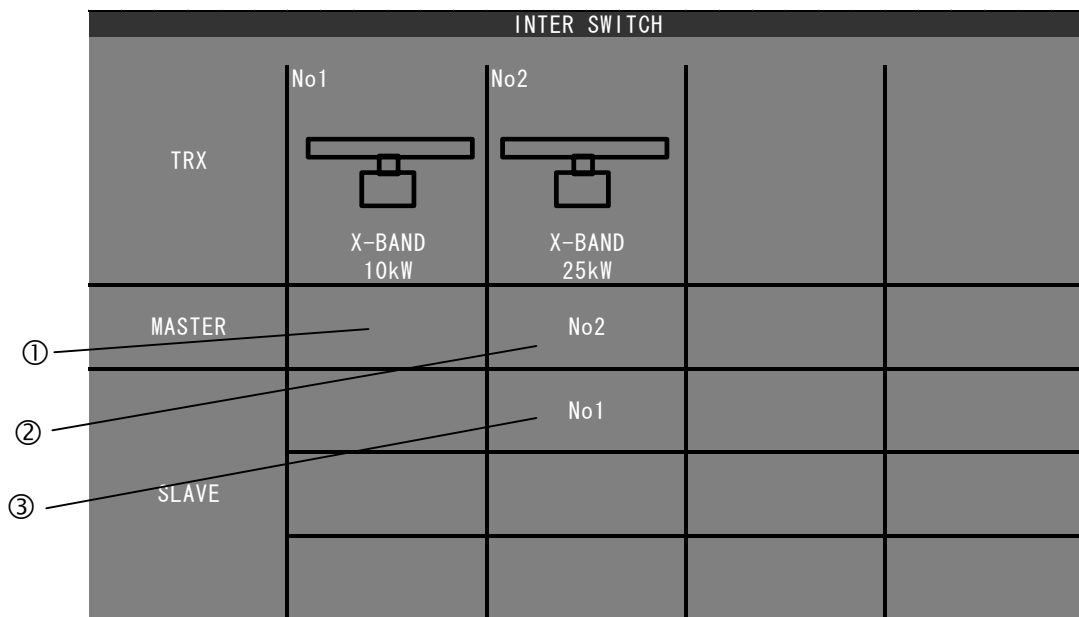 INTER SWITCH
No1 No2
TRX
X-BAND X-BAND
10kW 25kW
MASTER No2
①
No1
②
SLAVE
③